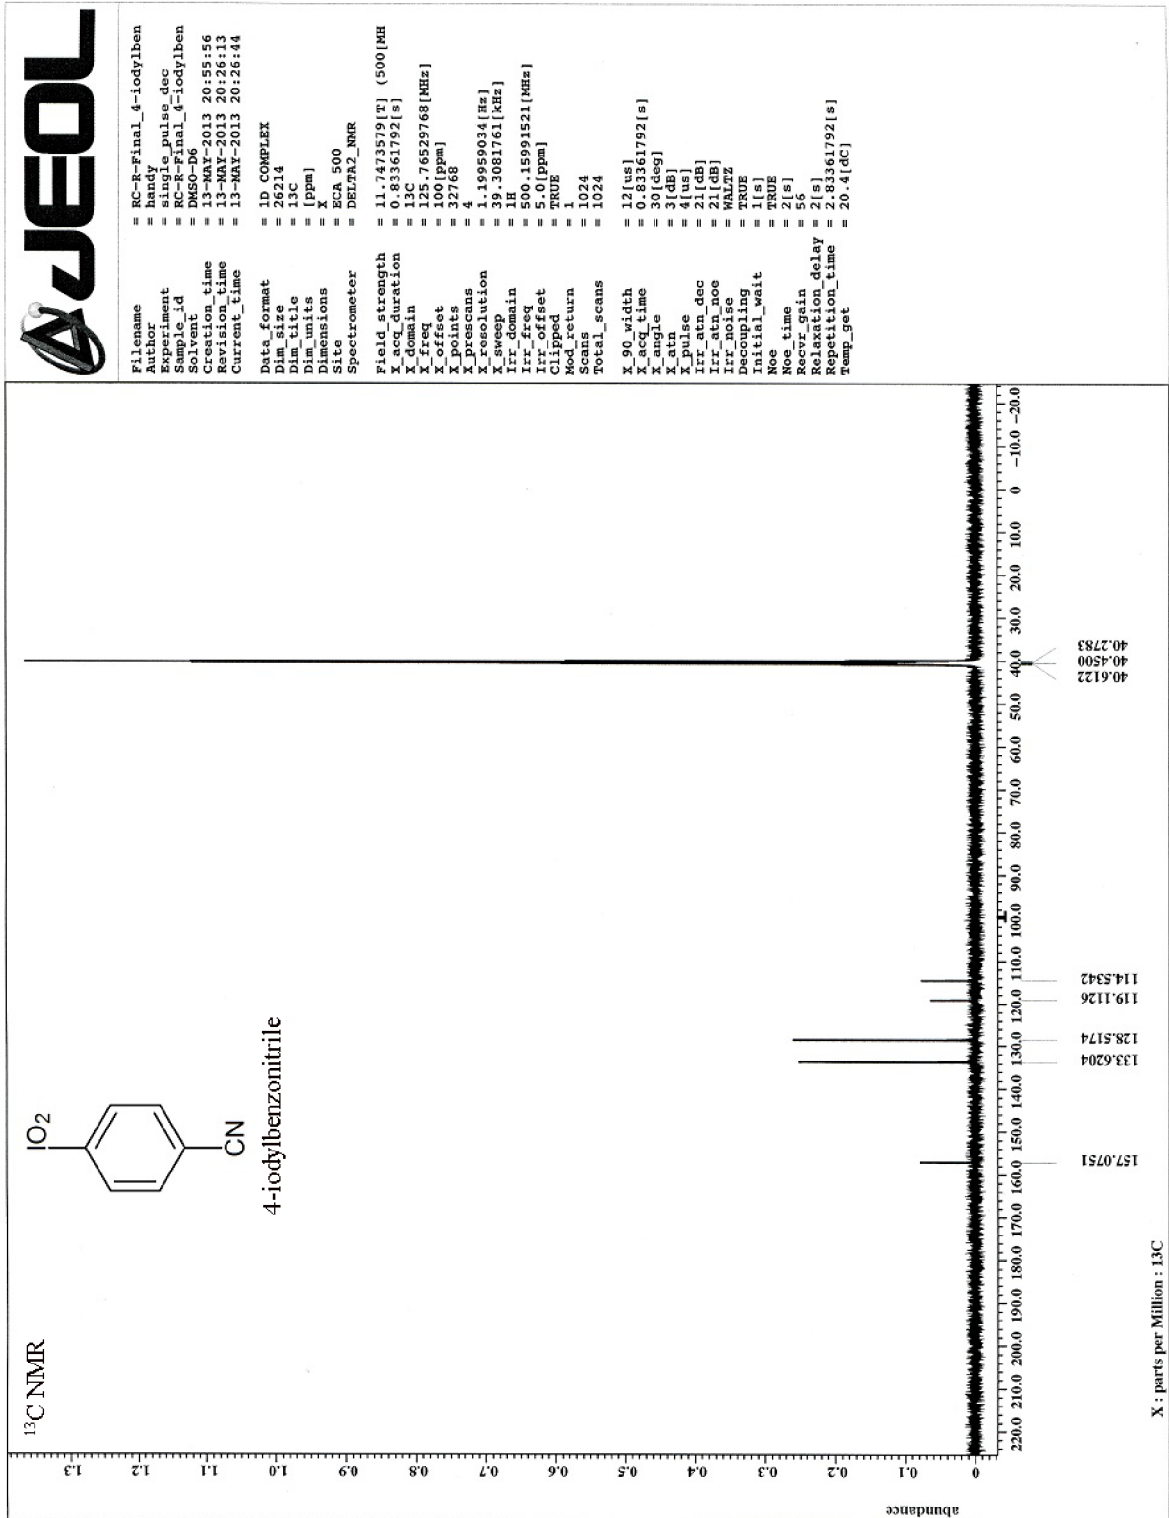 JEOL
Filename = RC-R-Final_4-iodylben
Author = handy
Experiment = single_pulse_dec
Sample_id = RC-R-Final_4-iodylben
Solvent = DMSO-D6
Creation_time = 13-MAY-2013 20:55:56
Revision_time = 13-MAY-2013 20:26:13
Current_time = 13-MAY-2013 20:26:44
Data_format = 1D COMPLEX
Dim_size = 26214
Dim_title = 13C
Dim_units = [ppm]
Dimensions = X
Site = ECA 500
Spectrometer = DELTA2_NMR
Field_strength = 11.7473579[T] (500[MH
X_acq_duration = 0.83361792[s]
X_domain = 13C
X_freq = 125.76529768[MHz]
X_offset = 100[ppm]
X_points = 32768
X_prescans = 4
X_resolution = 1.19959034[Hz]
X_sweep = 39.3081761[kHz]
Irr_domain = 1H
Irr_freq = 500.15991521[MHz]
Irr_offset = 5.0[ppm]
Clipped = TRUE
Mod_return = 1
Scans = 1024
Total_scans = 1024
X_90_width = 12[us]
X_acq_time = 0.83361792[s]
X_angle = 30[deg]
X_atn = 3[dB]
X_pulse = 4[us]
Irr_atn_dec = 21[dB]
Irr_atn_noe = 21[dB]
Irr_noise = WALTZ
Decoupling = TRUE
Initial_wait = 1[s]
Noe = TRUE
Noe_time = 2[s]
Recvr_gain = 56
Relaxation_delay = 2[s]
Repetition_time = 2.83361792[s]
Temp_get = 20.4[dC]
13C NMR
IO2
CN
4-iodylbenzonitrile
abundance
0 0.1 0.2 0.3 0.4 0.5 0.6 0.7 0.8 0.9 1.0 1.1 1.2 1.3
220.0 210.0 200.0 190.0 180.0 170.0 160.0 150.0 140.0 130.0 120.0 110.0 100.0 90.0 80.0 70.0 60.0 50.0 40.0 30.0 20.0 10.0 0 -10.0 -20.0
157.0751
133.6204
128.5174
119.1126
114.5342
40.6122
40.4500
40.2783
X : parts per Million : 13C